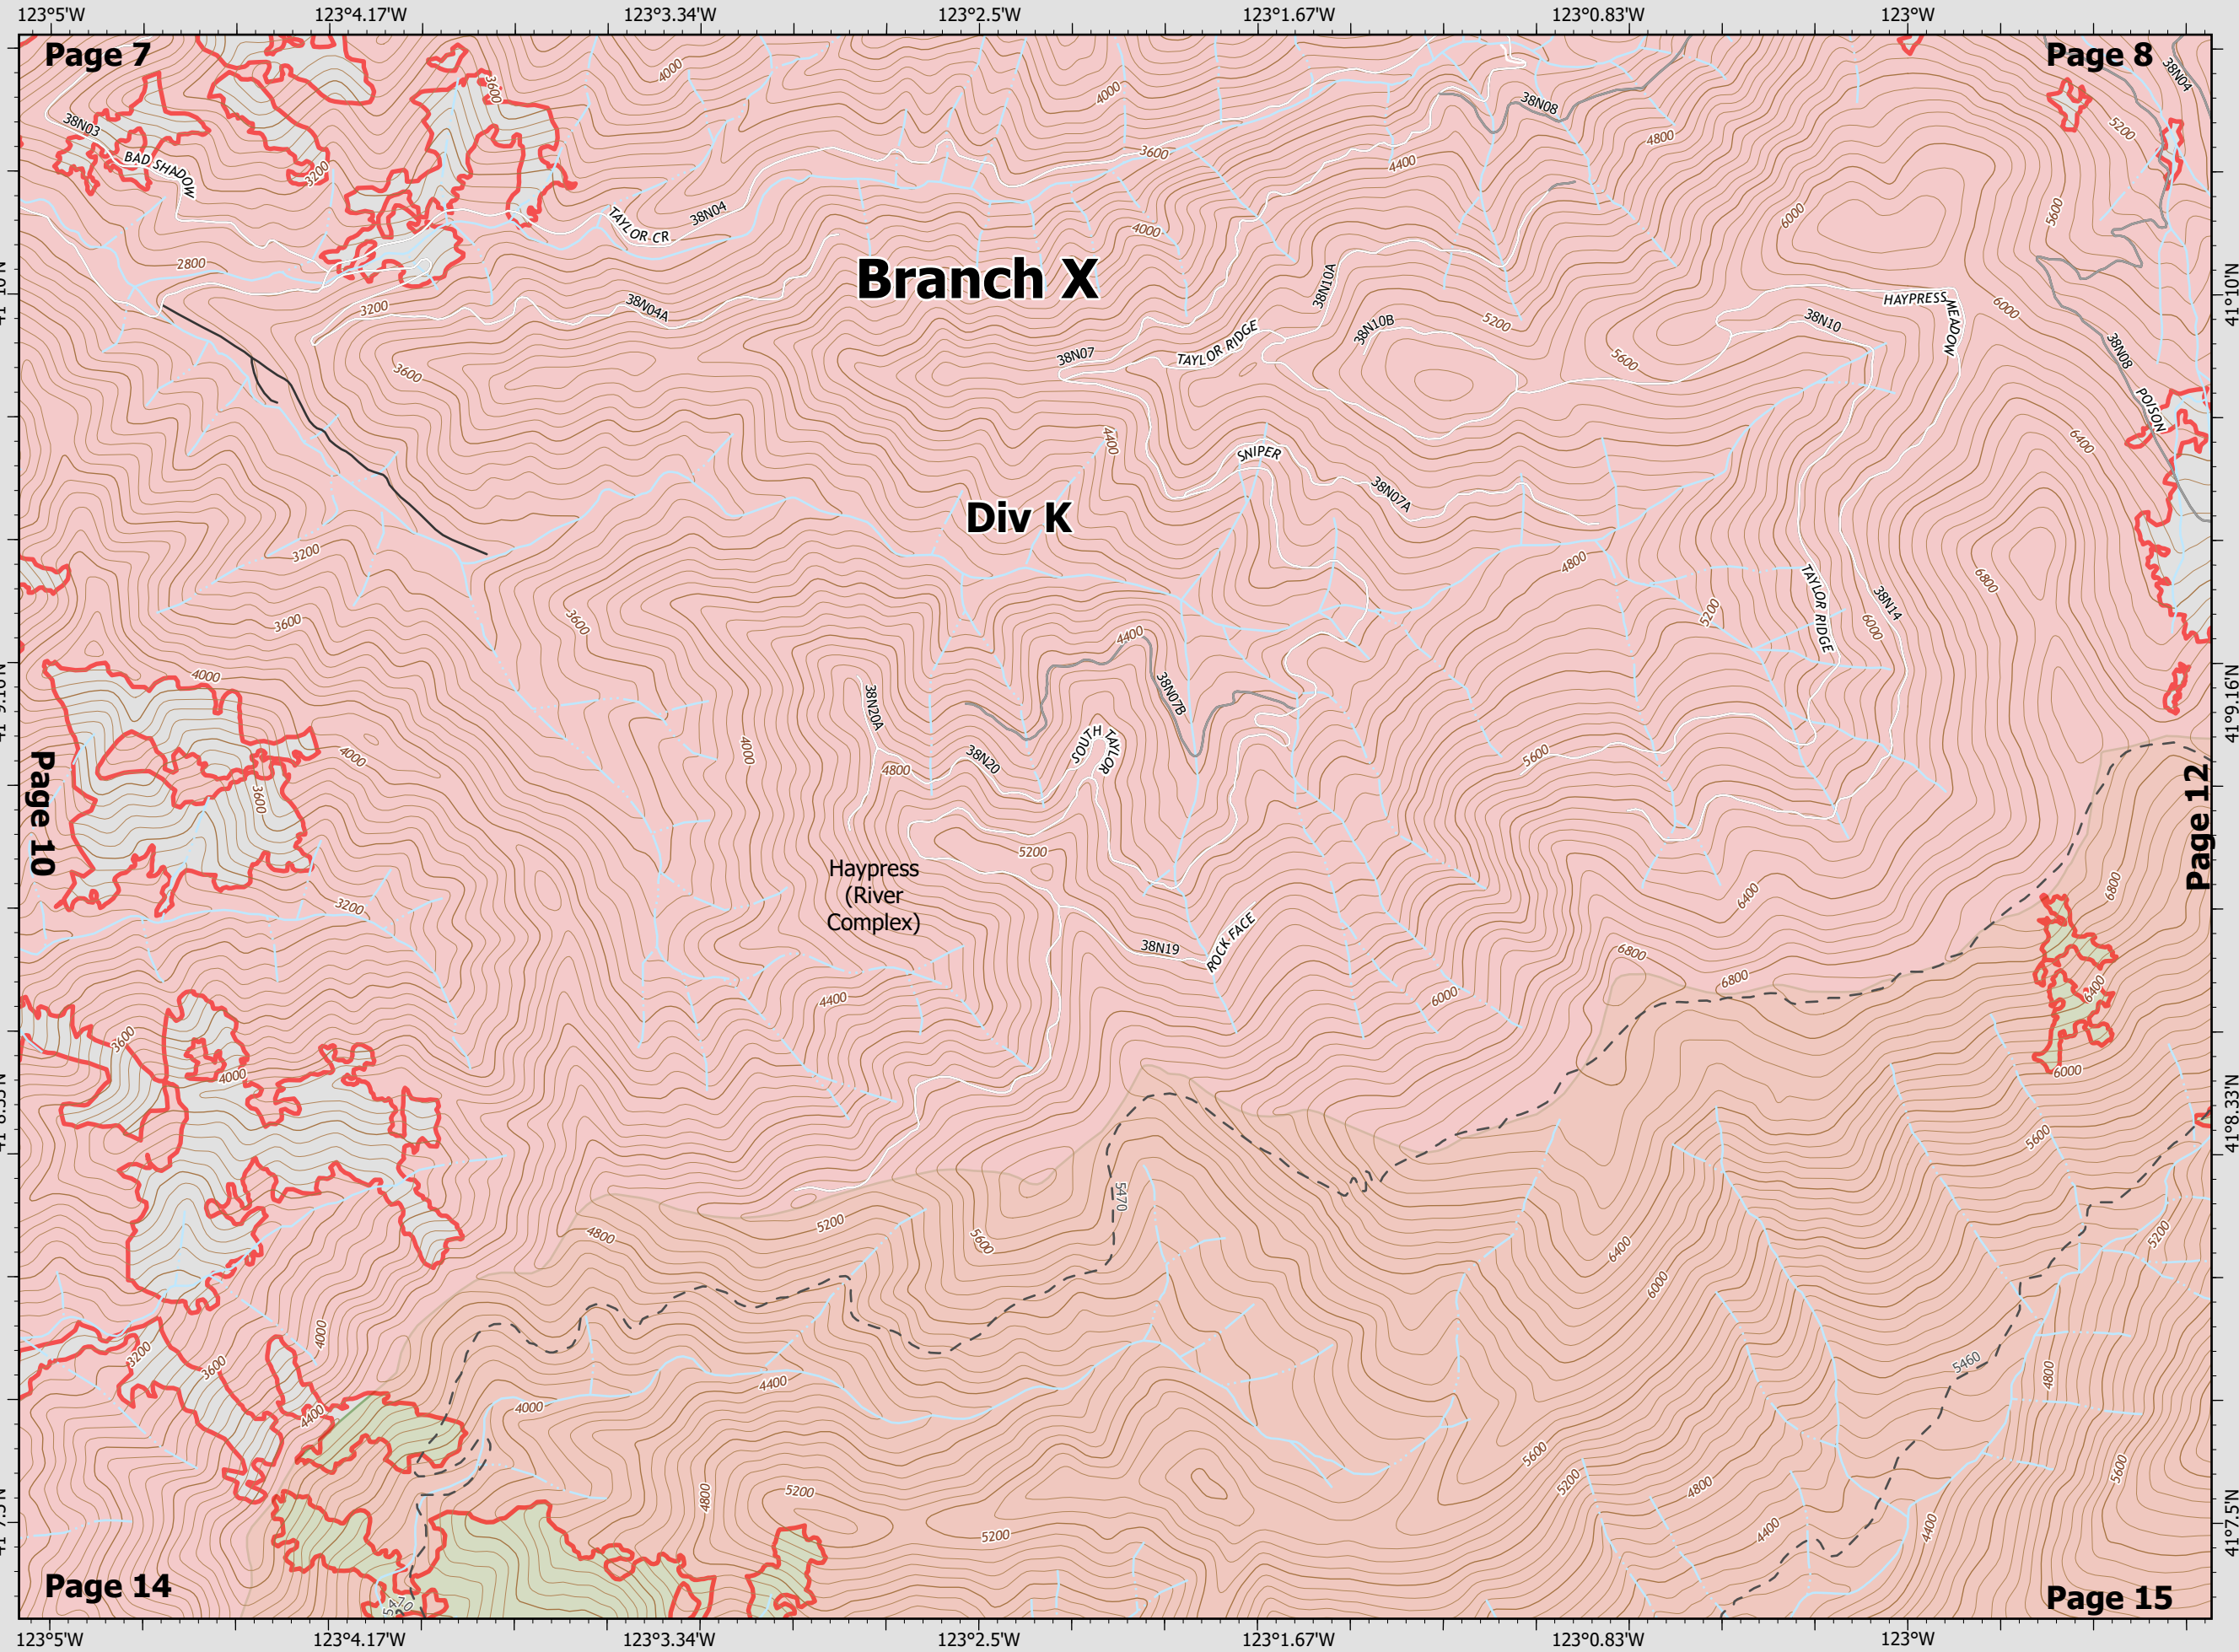 123°5'W
123°4.17'W
123°3.34'W
123°2.5'W
123°1.67'W
123°0.83'W
123°W
Page 7
Page 8
38N04
3600
4000
4000
38N08
5200
38N03
BAD SHADOW
3200
3600
4400
4800
TAYLOR CR
38N04
4000
6000
5600
2800
Branch X
3200
38N04A
38N10A
41°10'N
38N10B
5200
38N10
HAYPRESS
MEADOW
6000
38N07
TAYLOR RIDGE
5600
38N08
3600
POISON
4400
SNIPER
6400
38N07A
Div K
3200
4800
6800
3600
3600
4400
5200
TAYLOR RIDGE
38N14
6000
4000
38N20A
38N07B
41°9.16'N
4000
4000
38N20
SOUTH TAYLOR
5600
4800
Page 10
3600
Page 12
5200
Haypress
(River
Complex)
3200
6400
6800
38N19
ROCK FACE
6800
6800
4400
6000
6400
3600
4000
6000
41°8.33'N
5600
5470
4800
5200
5600
6400
5200
6000
4000
3200
3600
5460
4800
4400
4400
4000
5600
5200
4800
5600
4800
5200
4400
4400
41°7.5'N
5200
Page 14
5470
Page 15
123°5'W
123°4.17'W
123°3.34'W
123°2.5'W
123°1.67'W
123°0.83'W
123°W